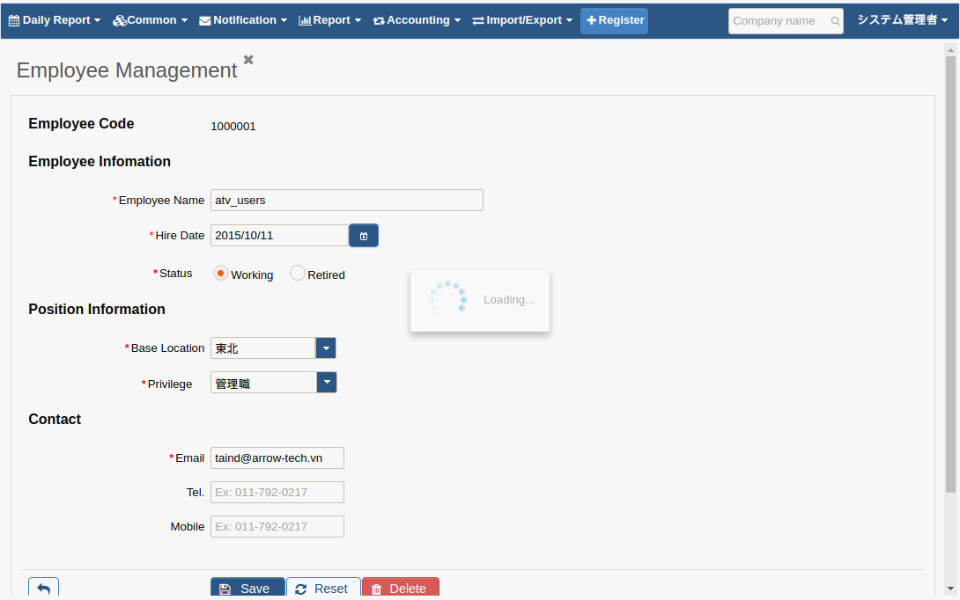 Daily Report Common Notification Report Accounting Import/Export Register Company name システム管理者
Employee Management
Employee Code 1000001
Employee Infomation
*Employee Name atv_users
*Hire Date 2015/10/11
*Status Working Retired
Loading...
Position Information
*Base Location 東北
*Privilege 管理職
Contact
*Email taind@arrow-tech.vn
Tel. Ex: 011-792-0217
Mobile Ex: 011-792-0217
Save Reset Delete